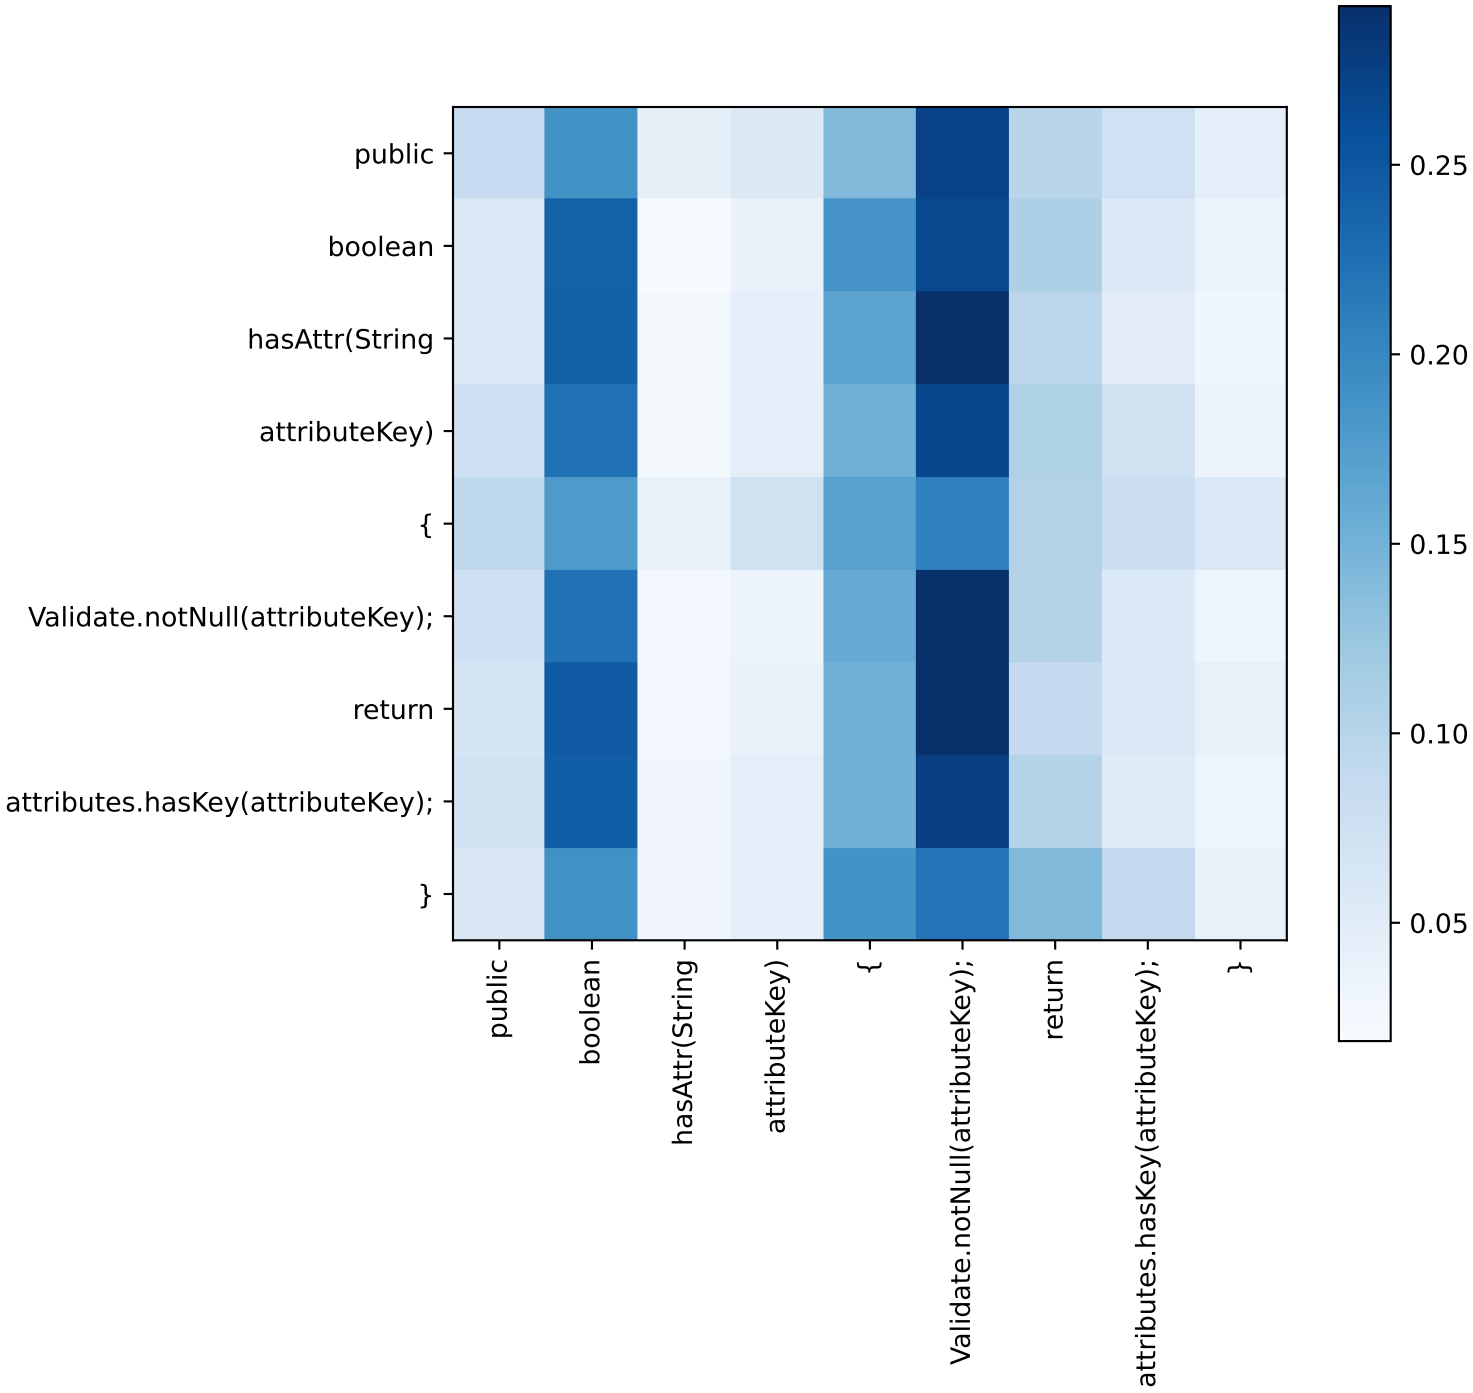 public
boolean
hasAttr(String
attributeKey)
{
Validate.notNull(attributeKey);
return
attributes.hasKey(attributeKey);
}
public
boolean
hasAttr(String
attributeKey)
{
Validate.notNull(attributeKey);
return
attributes.hasKey(attributeKey);
}
0.25
0.20
0.15
0.10
0.05